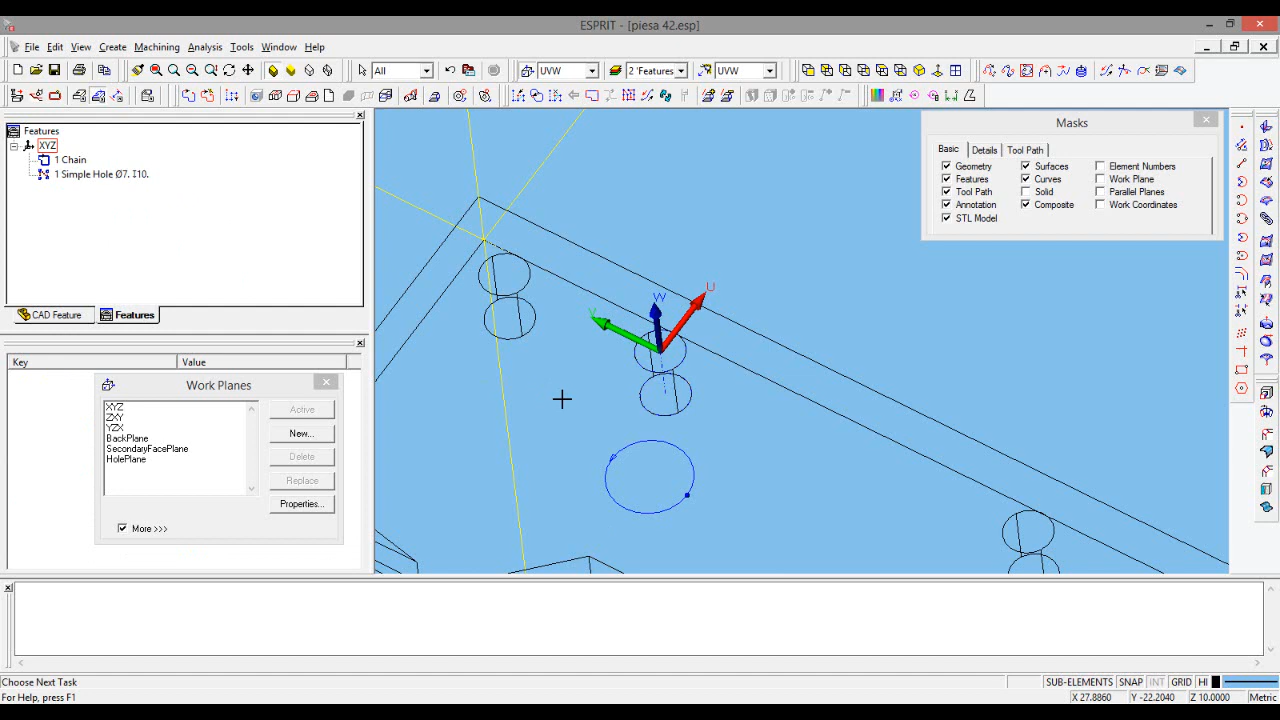 ESPRIT - [piesa 42.esp]
File Edit View Create Machining Analysis Tools Window Help
All UVW 2 'Features' UVW
Features
XYZ
1 Chain
1 Simple Hole Ø7. ↧10.
CAD Feature Features
Key Value
Work Planes
XYZ
ZXY
YZX
BackPlane
SecondaryFacePlane
HolePlane
Active
New...
Delete
Replace
Properties...
More >>>
Masks
Basic Details Tool Path
Geometry Surfaces Element Numbers
Features Curves Work Plane
Tool Path Solid Parallel Planes
Annotation Composite Work Coordinates
STL Model
U
V
W
Choose Next Task
SUB-ELEMENTS SNAP INT GRID HI
For Help, press F1
X 27.8860 Y -22.2040 Z 10.0000 Metric